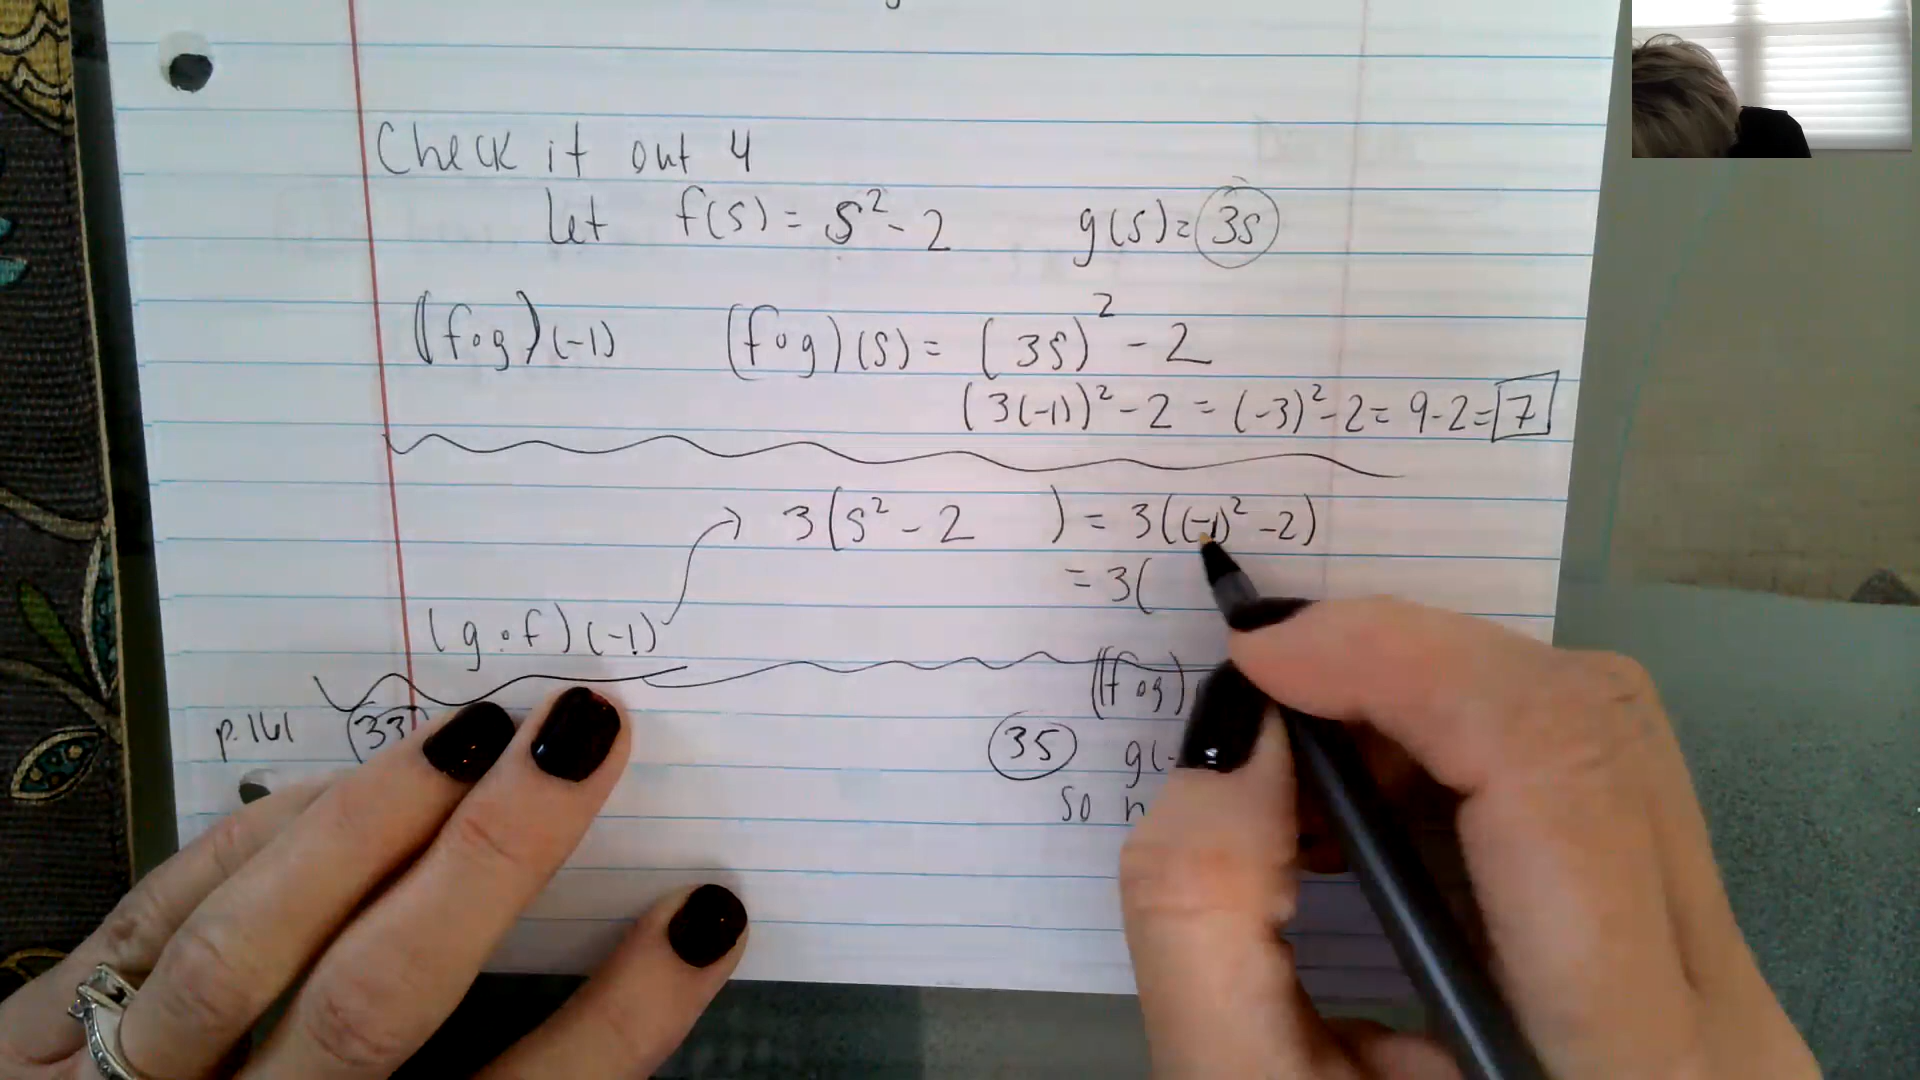 Check it out 4
let f(s) = s² - 2 g(s) = 3s
(f∘g)(-1) (f∘g)(s) = (3s)² - 2
(3(-1))² - 2 = (-3)² - 2 = 9 - 2 = 7
3(s² - 2 ) = 3((-1)² - 2)
= 3(
(g∘f)(-1)
(f∘g)
p.161 33 35 g(-
so n